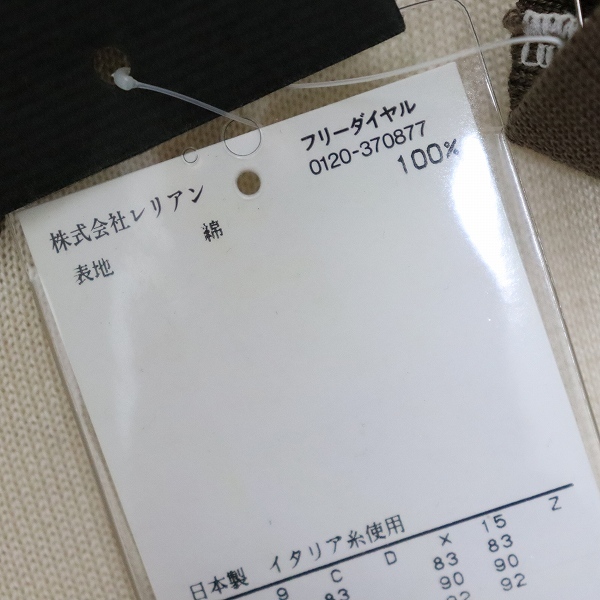 フリーダイヤル
株式会社レリアン 0120-370877
表地 綿 100%
日本製 イタリア糸使用
9 C D X 15 Z
83 83 83
90 90
92 92